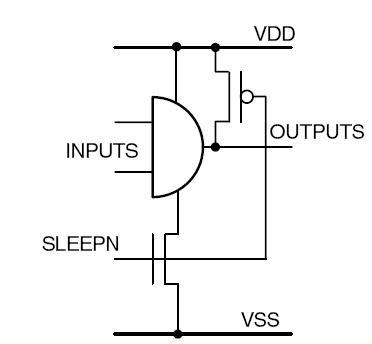 VDD
OUTPUTS
INPUTS
SLEEPN
VSS